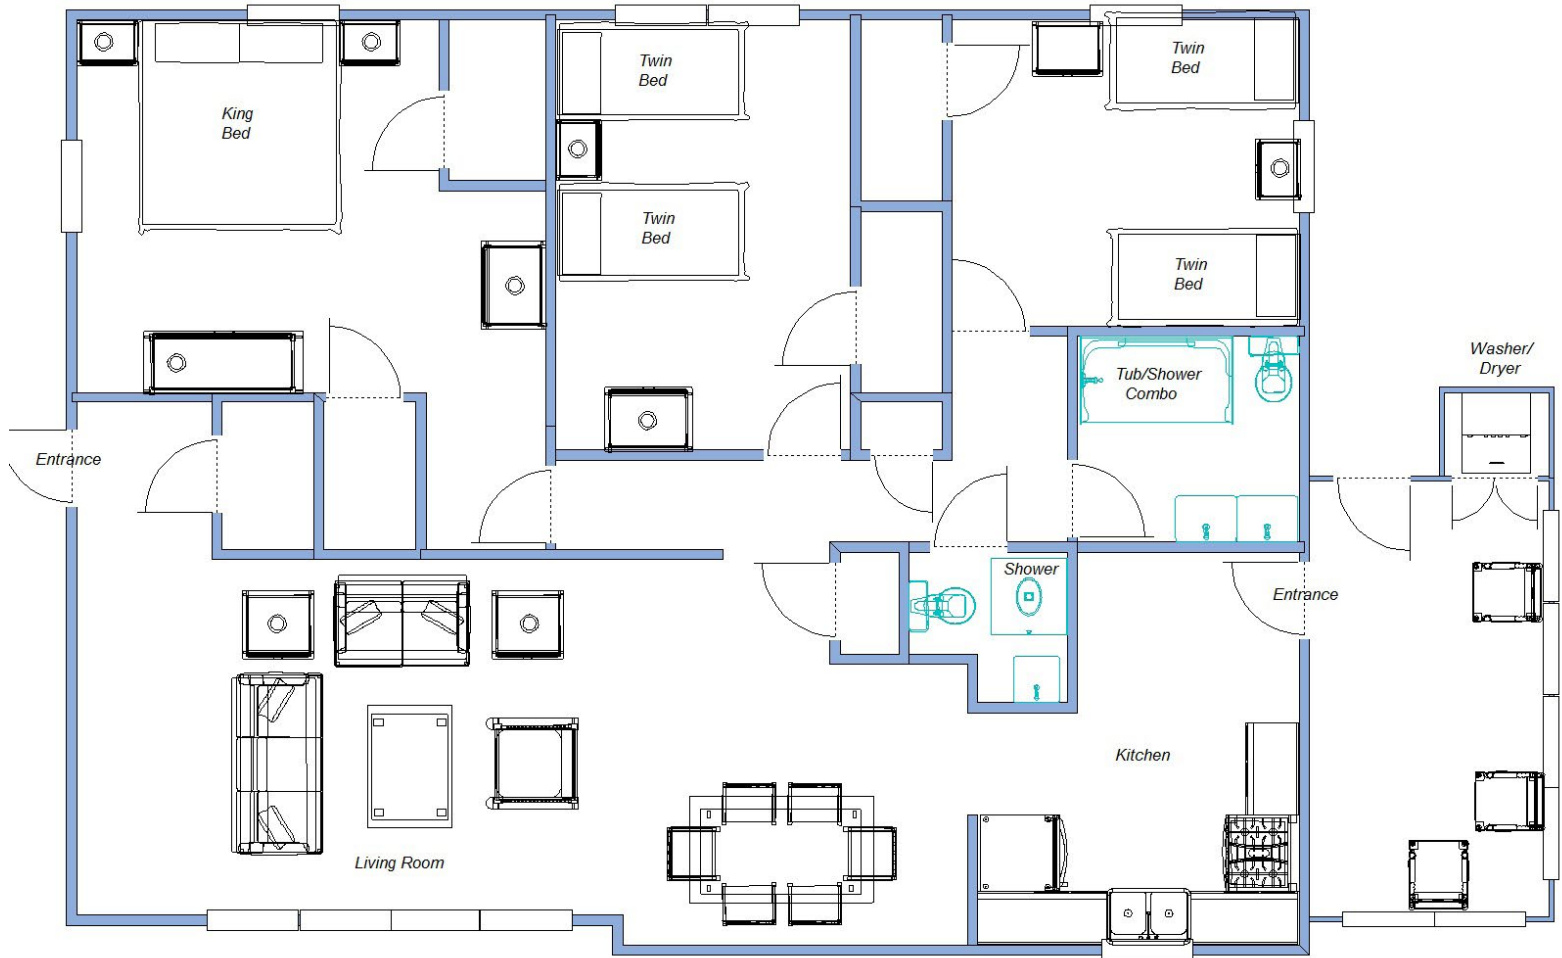 King
Bed
Twin
Bed
Twin
Bed
Twin
Bed
Twin
Bed
Tub/Shower
Combo
Washer/
Dryer
Entrance
Shower
Entrance
Kitchen
Living Room